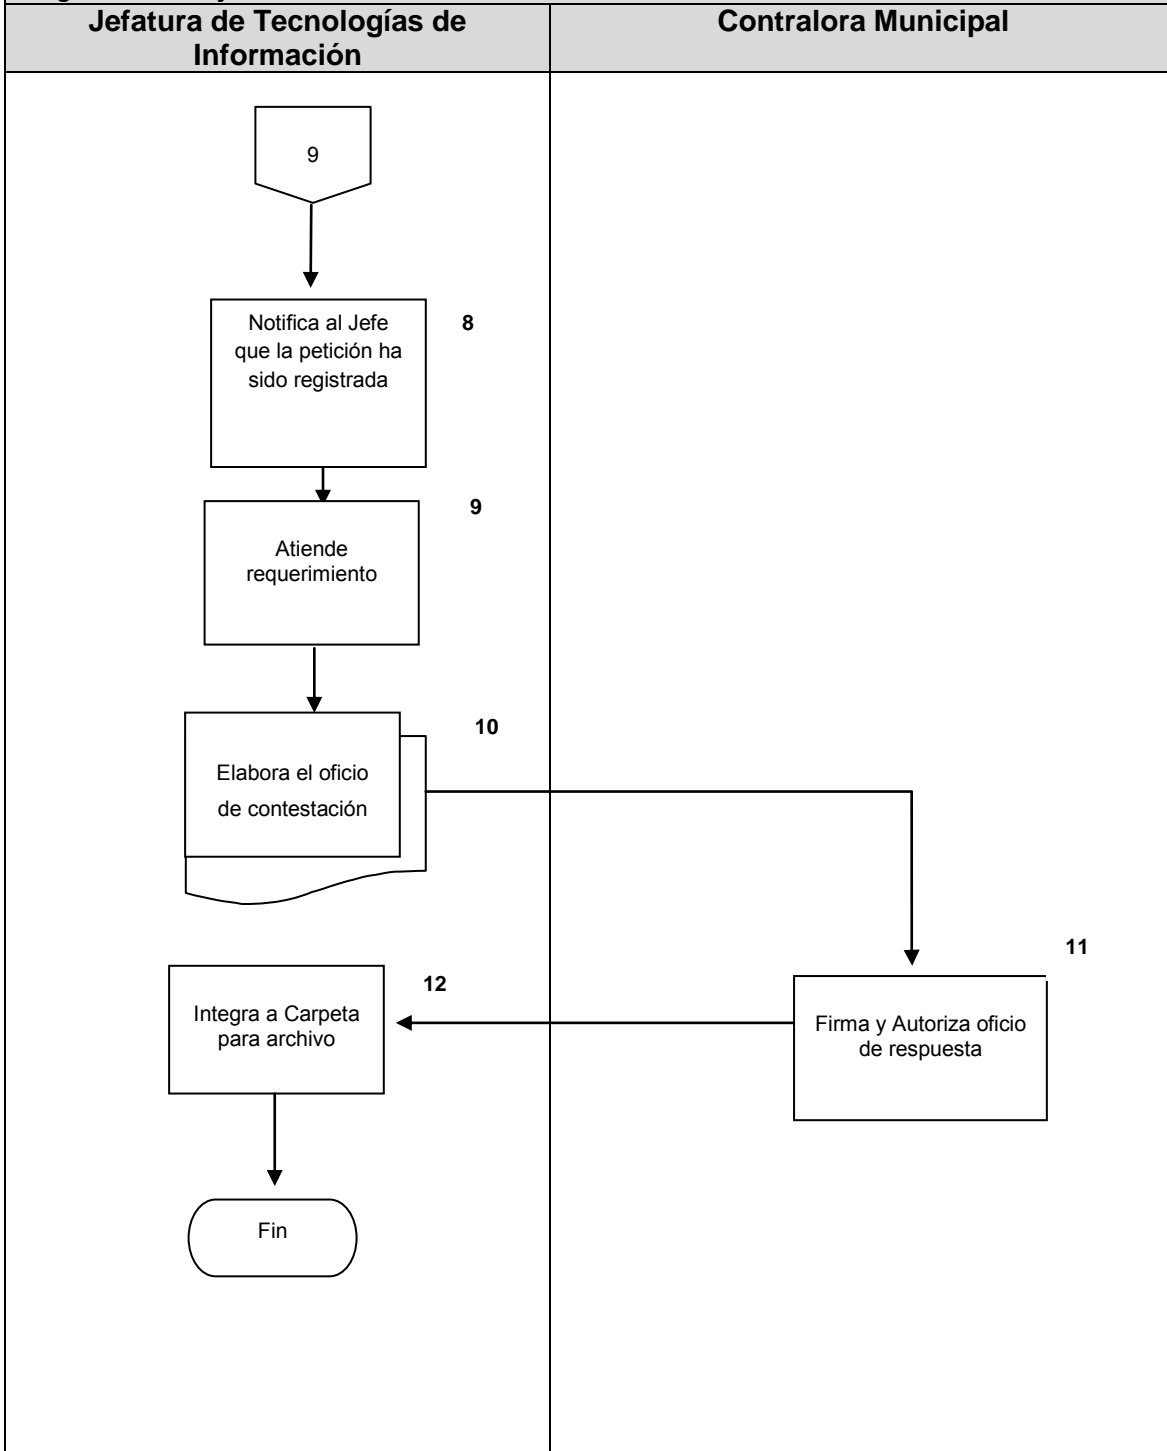 Jefatura de Tecnologías de
Información
Contralora Municipal
9
Notifica al Jefe
que la petición ha
sido registrada
8
Atiende
requerimiento
9
Elabora el oficio
de contestación
10
Firma y Autoriza oficio
de respuesta
11
Integra a Carpeta
para archivo
12
Fin